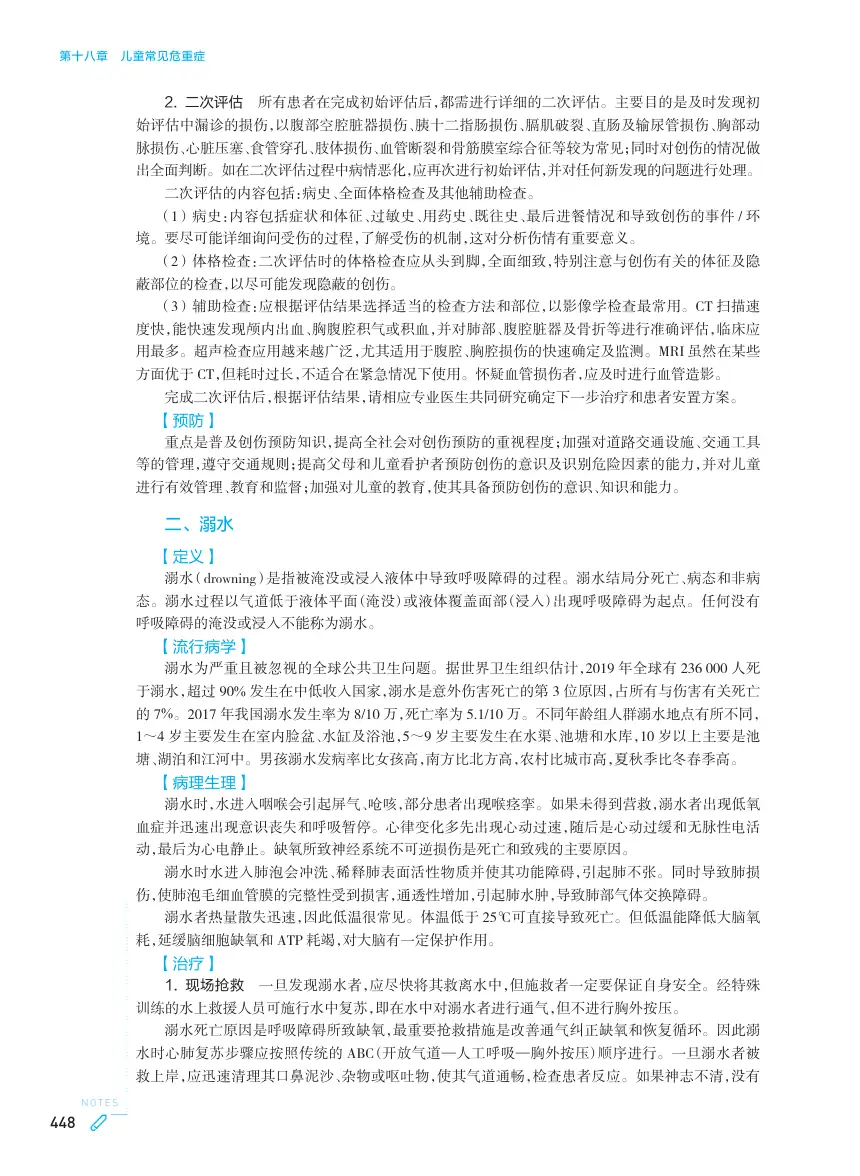 第十八章 儿童常见危重症
2. 二次评估 所有患者在完成初始评估后,都需进行详细的二次评估。主要目的是及时发现初
始评估中漏诊的损伤,以腹部空腔脏器损伤、胰十二指肠损伤、膈肌破裂、直肠及输尿管损伤、胸部动
脉损伤、心脏压塞、食管穿孔、肢体损伤、血管断裂和骨筋膜室综合征等较为常见;同时对创伤的情况做
出全面判断。如在二次评估过程中病情恶化,应再次进行初始评估,并对任何新发现的问题进行处理。
二次评估的内容包括:病史、全面体格检查及其他辅助检查。
(1)病史:内容包括症状和体征、过敏史、用药史、既往史、最后进餐情况和导致创伤的事件/环
境。要尽可能详细询问受伤的过程,了解受伤的机制,这对分析伤情有重要意义。
(2)体格检查:二次评估时的体格检查应从头到脚,全面细致,特别注意与创伤有关的体征及隐
蔽部位的检查,以尽可能发现隐蔽的创伤。
(3)辅助检查:应根据评估结果选择适当的检查方法和部位,以影像学检查最常用。CT 扫描速
度快,能快速发现颅内出血、胸腹腔积气或积血,并对肺部、腹腔脏器及骨折等进行准确评估,临床应
用最多。超声检查应用越来越广泛,尤其适用于腹腔、胸腔损伤的快速确定及监测。MRI 虽然在某些
方面优于 CT,但耗时过长,不适合在紧急情况下使用。怀疑血管损伤者,应及时进行血管造影。
完成二次评估后,根据评估结果,请相应专业医生共同研究确定下一步治疗和患者安置方案。
【预防】
重点是普及创伤预防知识,提高全社会对创伤预防的重视程度;加强对道路交通设施、交通工具
等的管理,遵守交通规则;提高父母和儿童看护者预防创伤的意识及识别危险因素的能力,并对儿童
进行有效管理、教育和监督;加强对儿童的教育,使其具备预防创伤的意识、知识和能力。
二、溺水
【定义】
溺水(drowning)是指被淹没或浸入液体中导致呼吸障碍的过程。溺水结局分死亡、病态和非病
态。溺水过程以气道低于液体平面(淹没)或液体覆盖面部(浸入)出现呼吸障碍为起点。任何没有
呼吸障碍的淹没或浸入不能称为溺水。
【流行病学】
溺水为严重且被忽视的全球公共卫生问题。据世界卫生组织估计,2019 年全球有 236 000 人死
于溺水,超过 90% 发生在中低收入国家,溺水是意外伤害死亡的第 3 位原因,占所有与伤害有关死亡
的 7%。2017 年我国溺水发生率为 8/10 万,死亡率为 5.1/10 万。不同年龄组人群溺水地点有所不同,
1～4 岁主要发生在室内脸盆、水缸及浴池,5～9 岁主要发生在水渠、池塘和水库,10 岁以上主要是池
塘、湖泊和江河中。男孩溺水发病率比女孩高,南方比北方高,农村比城市高,夏秋季比冬春季高。
【病理生理】
溺水时,水进入咽喉会引起屏气、呛咳,部分患者出现喉痉挛。如果未得到营救,溺水者出现低氧
血症并迅速出现意识丧失和呼吸暂停。心律变化多先出现心动过速,随后是心动过缓和无脉性电活
动,最后为心电静止。缺氧所致神经系统不可逆损伤是死亡和致残的主要原因。
溺水时水进入肺泡会冲洗、稀释肺表面活性物质并使其功能障碍,引起肺不张。同时导致肺损
伤,使肺泡毛细血管膜的完整性受到损害,通透性增加,引起肺水肿,导致肺部气体交换障碍。
溺水者热量散失迅速,因此低温很常见。体温低于 25℃可直接导致死亡。但低温能降低大脑氧
耗,延缓脑细胞缺氧和 ATP 耗竭,对大脑有一定保护作用。
【治疗】
1. 现场抢救 一旦发现溺水者,应尽快将其救离水中,但施救者一定要保证自身安全。经特殊
训练的水上救援人员可施行水中复苏,即在水中对溺水者进行通气,但不进行胸外按压。
溺水死亡原因是呼吸障碍所致缺氧,最重要抢救措施是改善通气纠正缺氧和恢复循环。因此溺
水时心肺复苏步骤应按照传统的 ABC(开放气道—人工呼吸—胸外按压)顺序进行。一旦溺水者被
救上岸,应迅速清理其口鼻泥沙、杂物或呕吐物,使其气道通畅,检查患者反应。如果神志不清,没有
NOTES
448